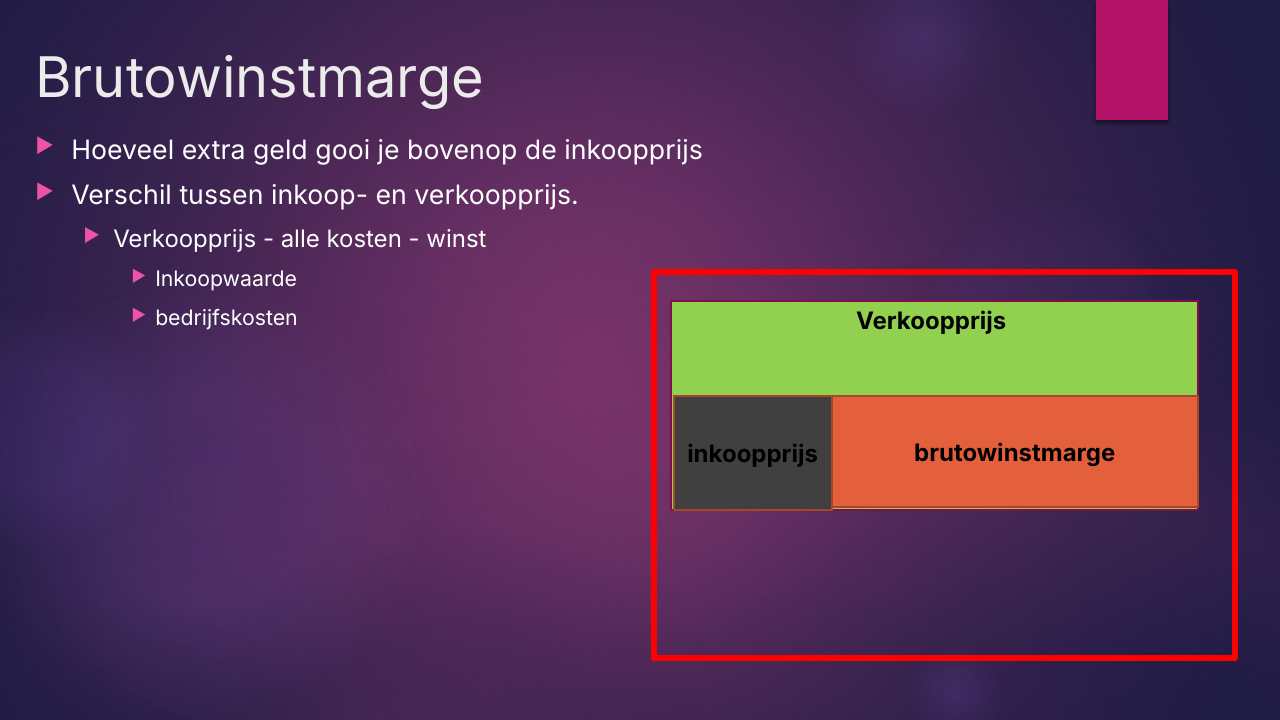 Brutowinstmarge
Hoeveel extra geld gooi je bovenop de inkoopprijs
Verschil tussen inkoop- en verkoopprijs.
Verkoopprijs - alle kosten - winst
Inkoopwaarde
bedrijfskosten
Verkoopprijs
inkoopprijs
brutowinstmarge